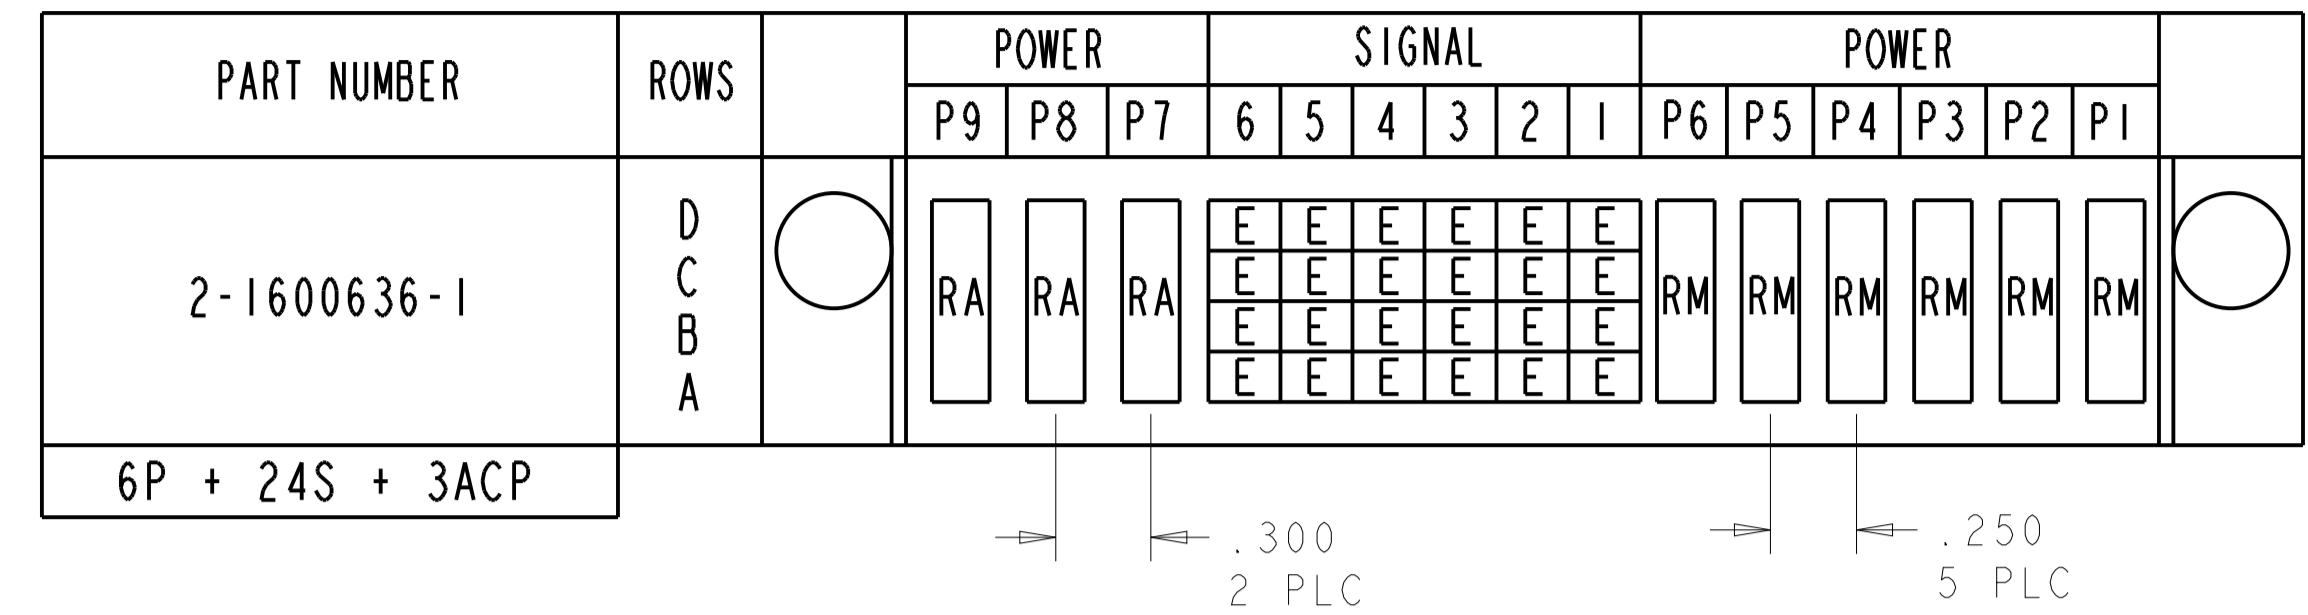 PART NUMBER ROWS POWER SIGNAL POWER
P9 P8 P7 6 5 4 3 2 1 P6 P5 P4 P3 P2 P1
2-1600636-1
D
C
B
A
RA RA RA
E E E E E E
E E E E E E
E E E E E E
E E E E E E
RM RM RM RM RM RM
6P + 24S + 3ACP
.300
2 PLC
.250
5 PLC